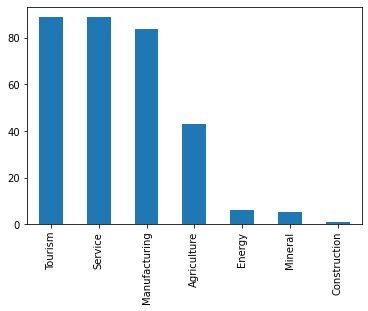 80
60
40
20
0
Tourism
Service
Manufacturing
Agriculture
Energy
Mineral
Construction